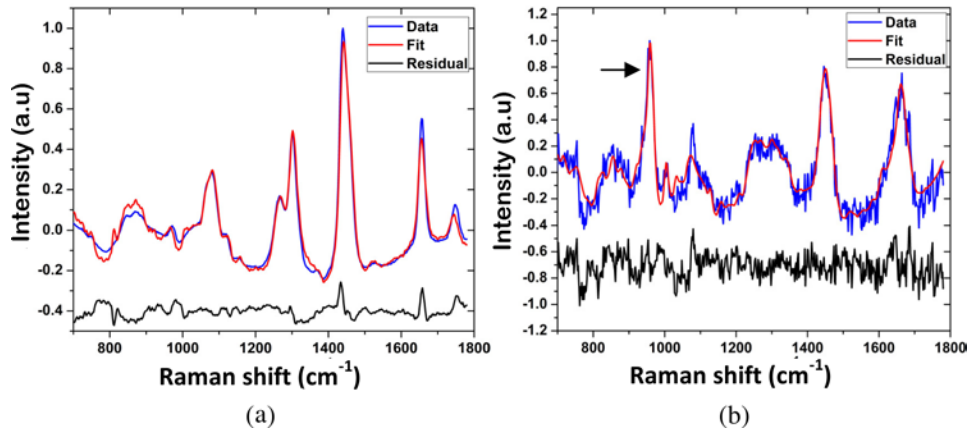 Data
Fit
Residual
1.0
0.8
0.6
0.4
0.2
0.0
-0.2
-0.4
Intensity (a.u)
800 1000 1200 1400 1600 1800
Raman shift (cm⁻¹)
(a)
Data
Fit
Residual
1.2
1.0
0.8
0.6
0.4
0.2
0.0
-0.2
-0.4
-0.6
-0.8
-1.0
-1.2
Intensity (a.u)
800 1000 1200 1400 1600 1800
Raman shift (cm⁻¹)
(b)